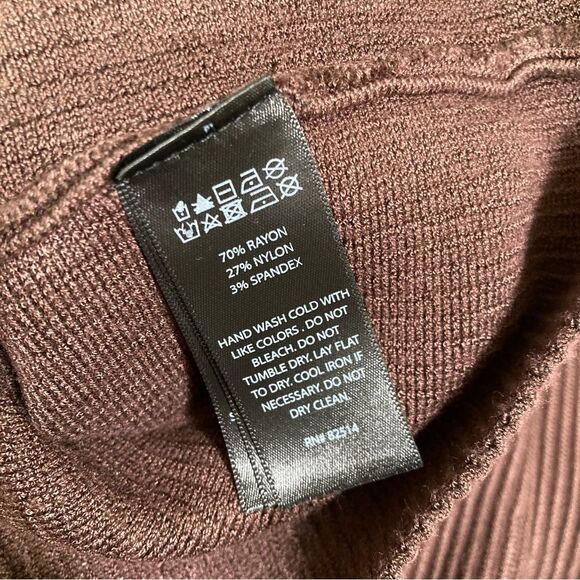 70% RAYON
27% NYLON
3% SPANDEX
HAND WASH COLD WITH
LIKE COLORS . DO NOT
BLEACH. DO NOT
TUMBLE DRY. LAY FLAT
TO DRY. COOL IRON IF
NECESSARY. DO NOT
DRY CLEAN.
RN# 82514